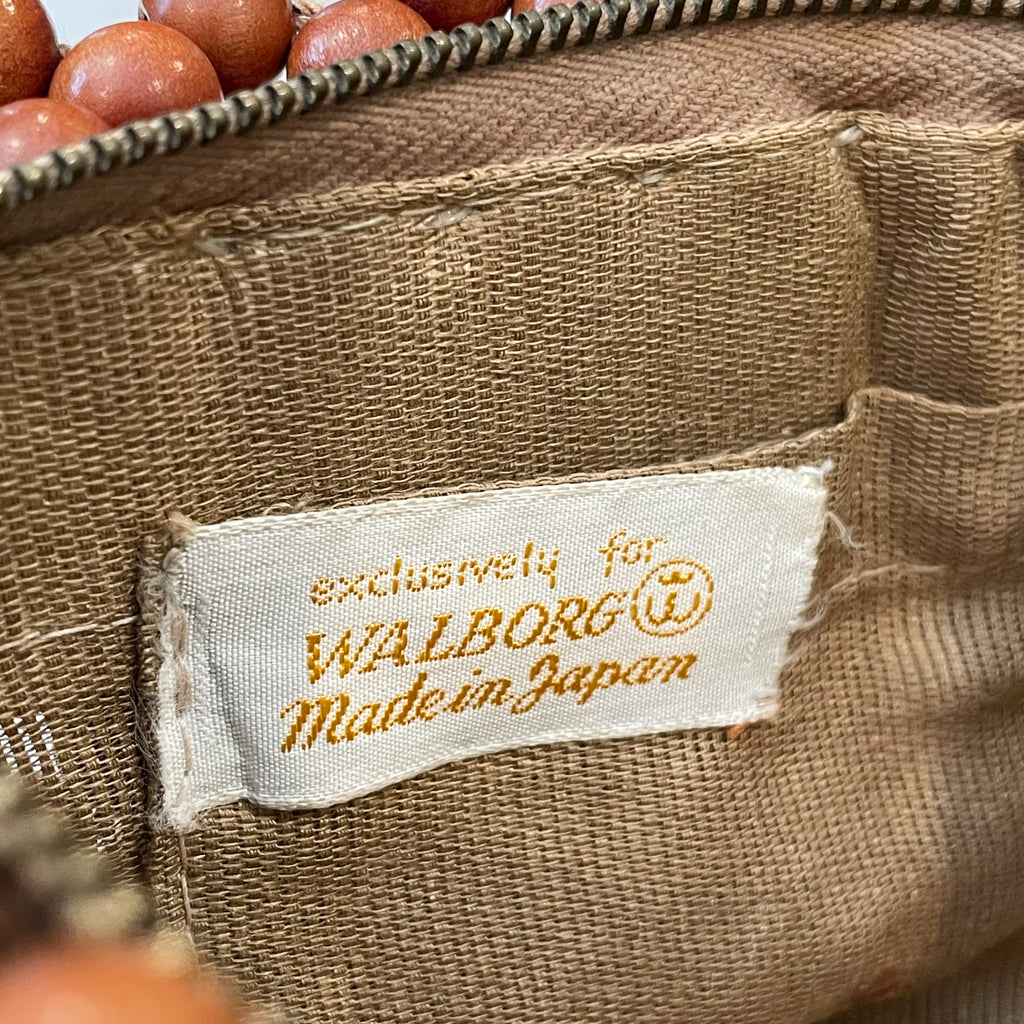 exclusively for
WALBORG W
Made in Japan